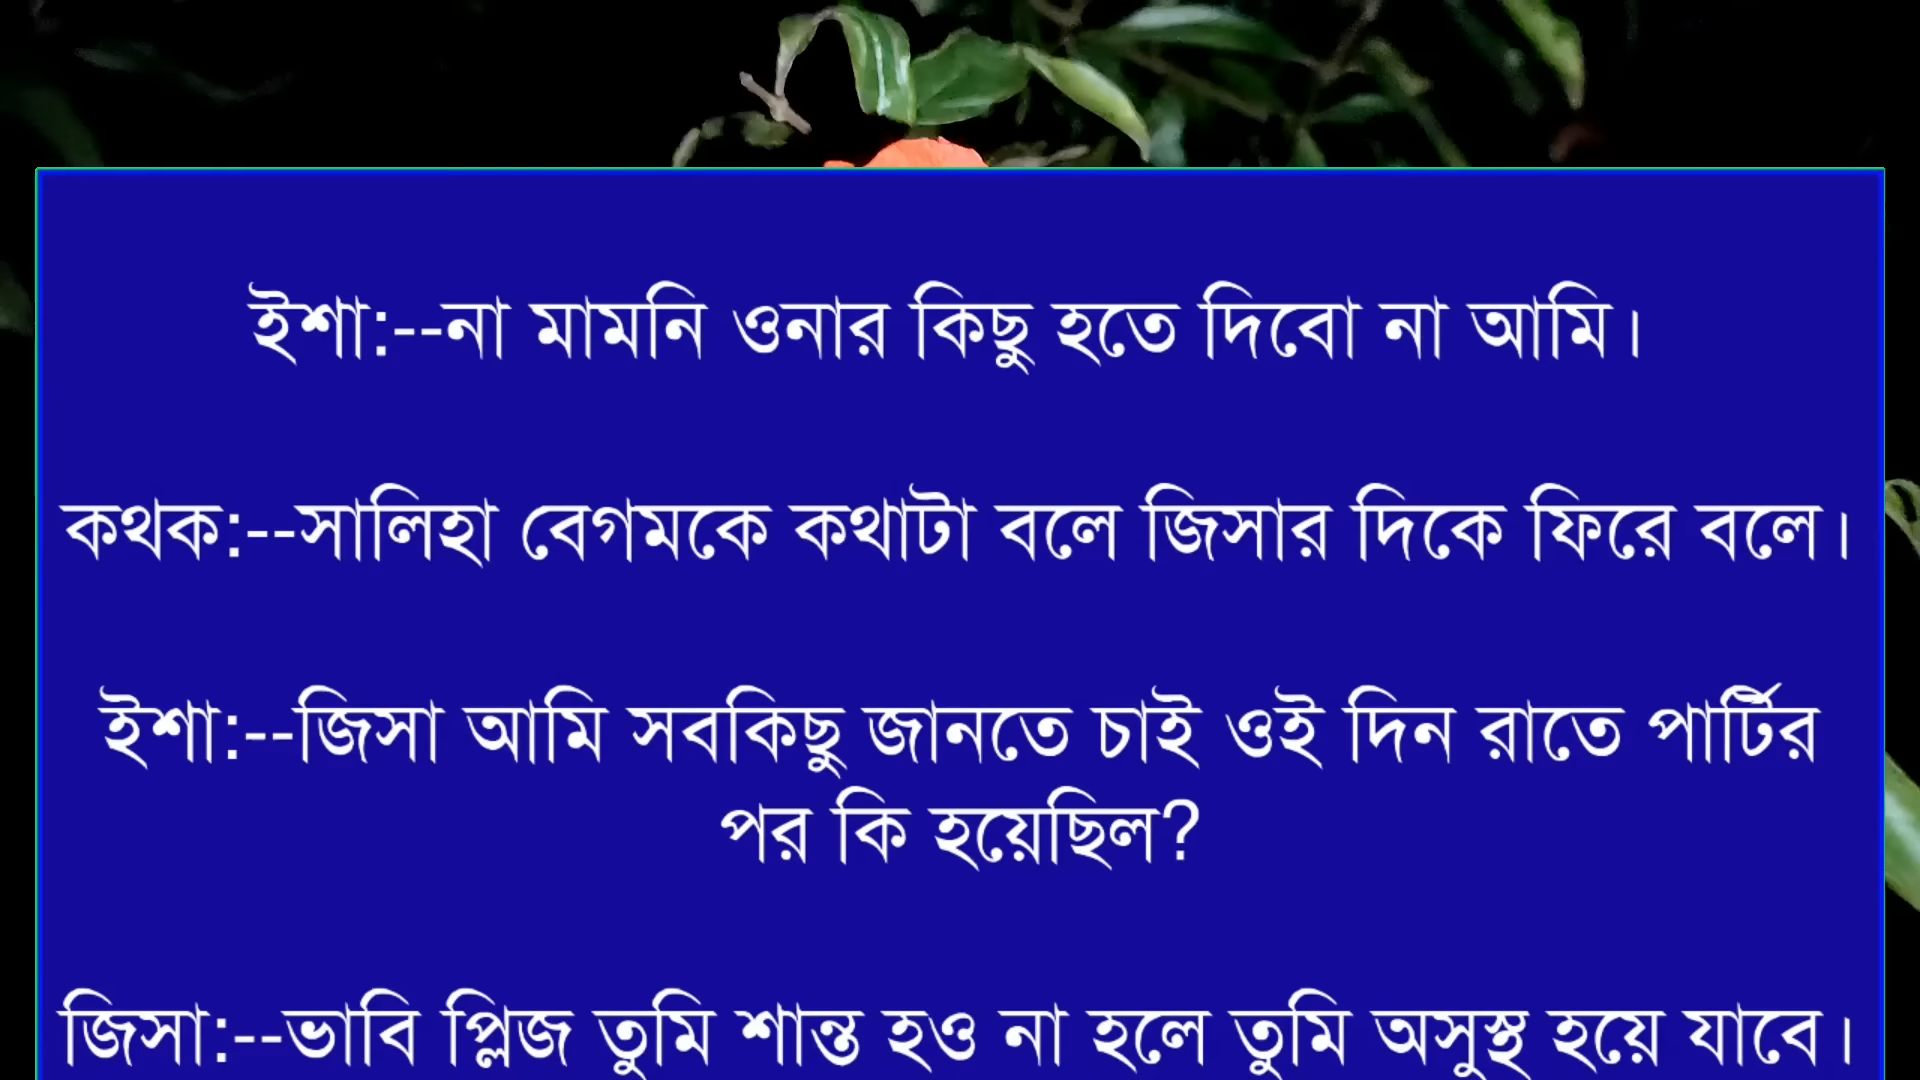 ইশা:--না মামনি ওনার কিছু হতে দিবো না আমি।
কথক:--সালিহা বেগমকে কথাটা বলে জিসার দিকে ফিরে বলে।
ইশা:--জিসা আমি সবকিছু জানতে চাই ওই দিন রাতে পার্টির
পর কি হয়েছিল?
জিসা:--ভাবি প্লিজ তুমি শান্ত হও না হলে তুমি অসুস্থ হয়ে যাবে।